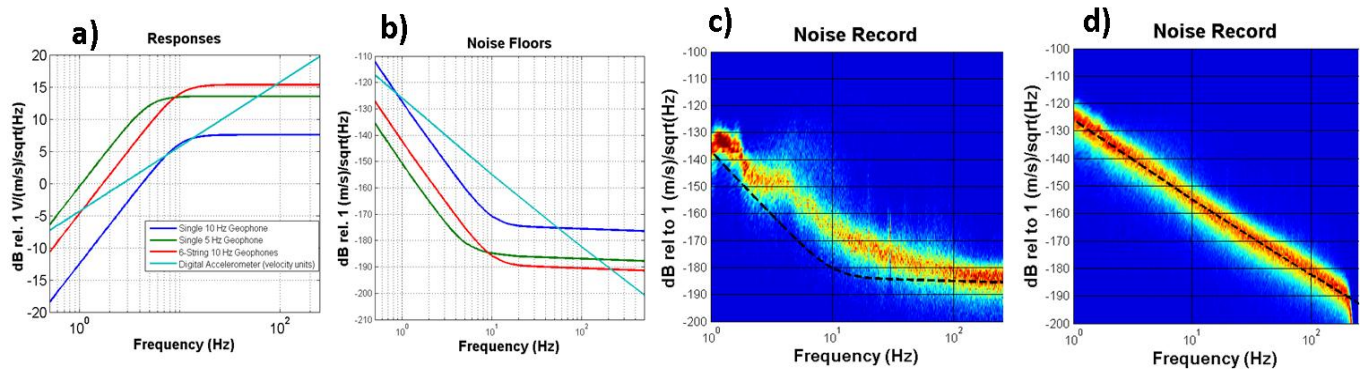 a)
Responses
dB rel. 1 V/(m/s)/sqrt(Hz)
20
15
10
5
0
-5
-10
-15
-20
10^0
10^2
Single 10 Hz Geophone
Single 5 Hz Geophone
6-String 10 Hz Geophones
Digital Accelerometer (velocity units)
Frequency (Hz)
b)
Noise Floors
dB rel. 1 (m/s)/sqrt(Hz)
-110
-120
-130
-140
-150
-160
-170
-180
-190
-200
-210
10^0
10^1
10^2
Frequency (Hz)
c)
Noise Record
dB rel to 1 (m/s)/sqrt(Hz)
-100
-110
-120
-130
-140
-150
-160
-170
-180
-190
-200
10^0
10^1
10^2
Frequency (Hz)
d)
Noise Record
dB rel to 1 (m/s)/sqrt(Hz)
-100
-110
-120
-130
-140
-150
-160
-170
-180
-190
-200
10^0
10^1
10^2
Frequency (Hz)